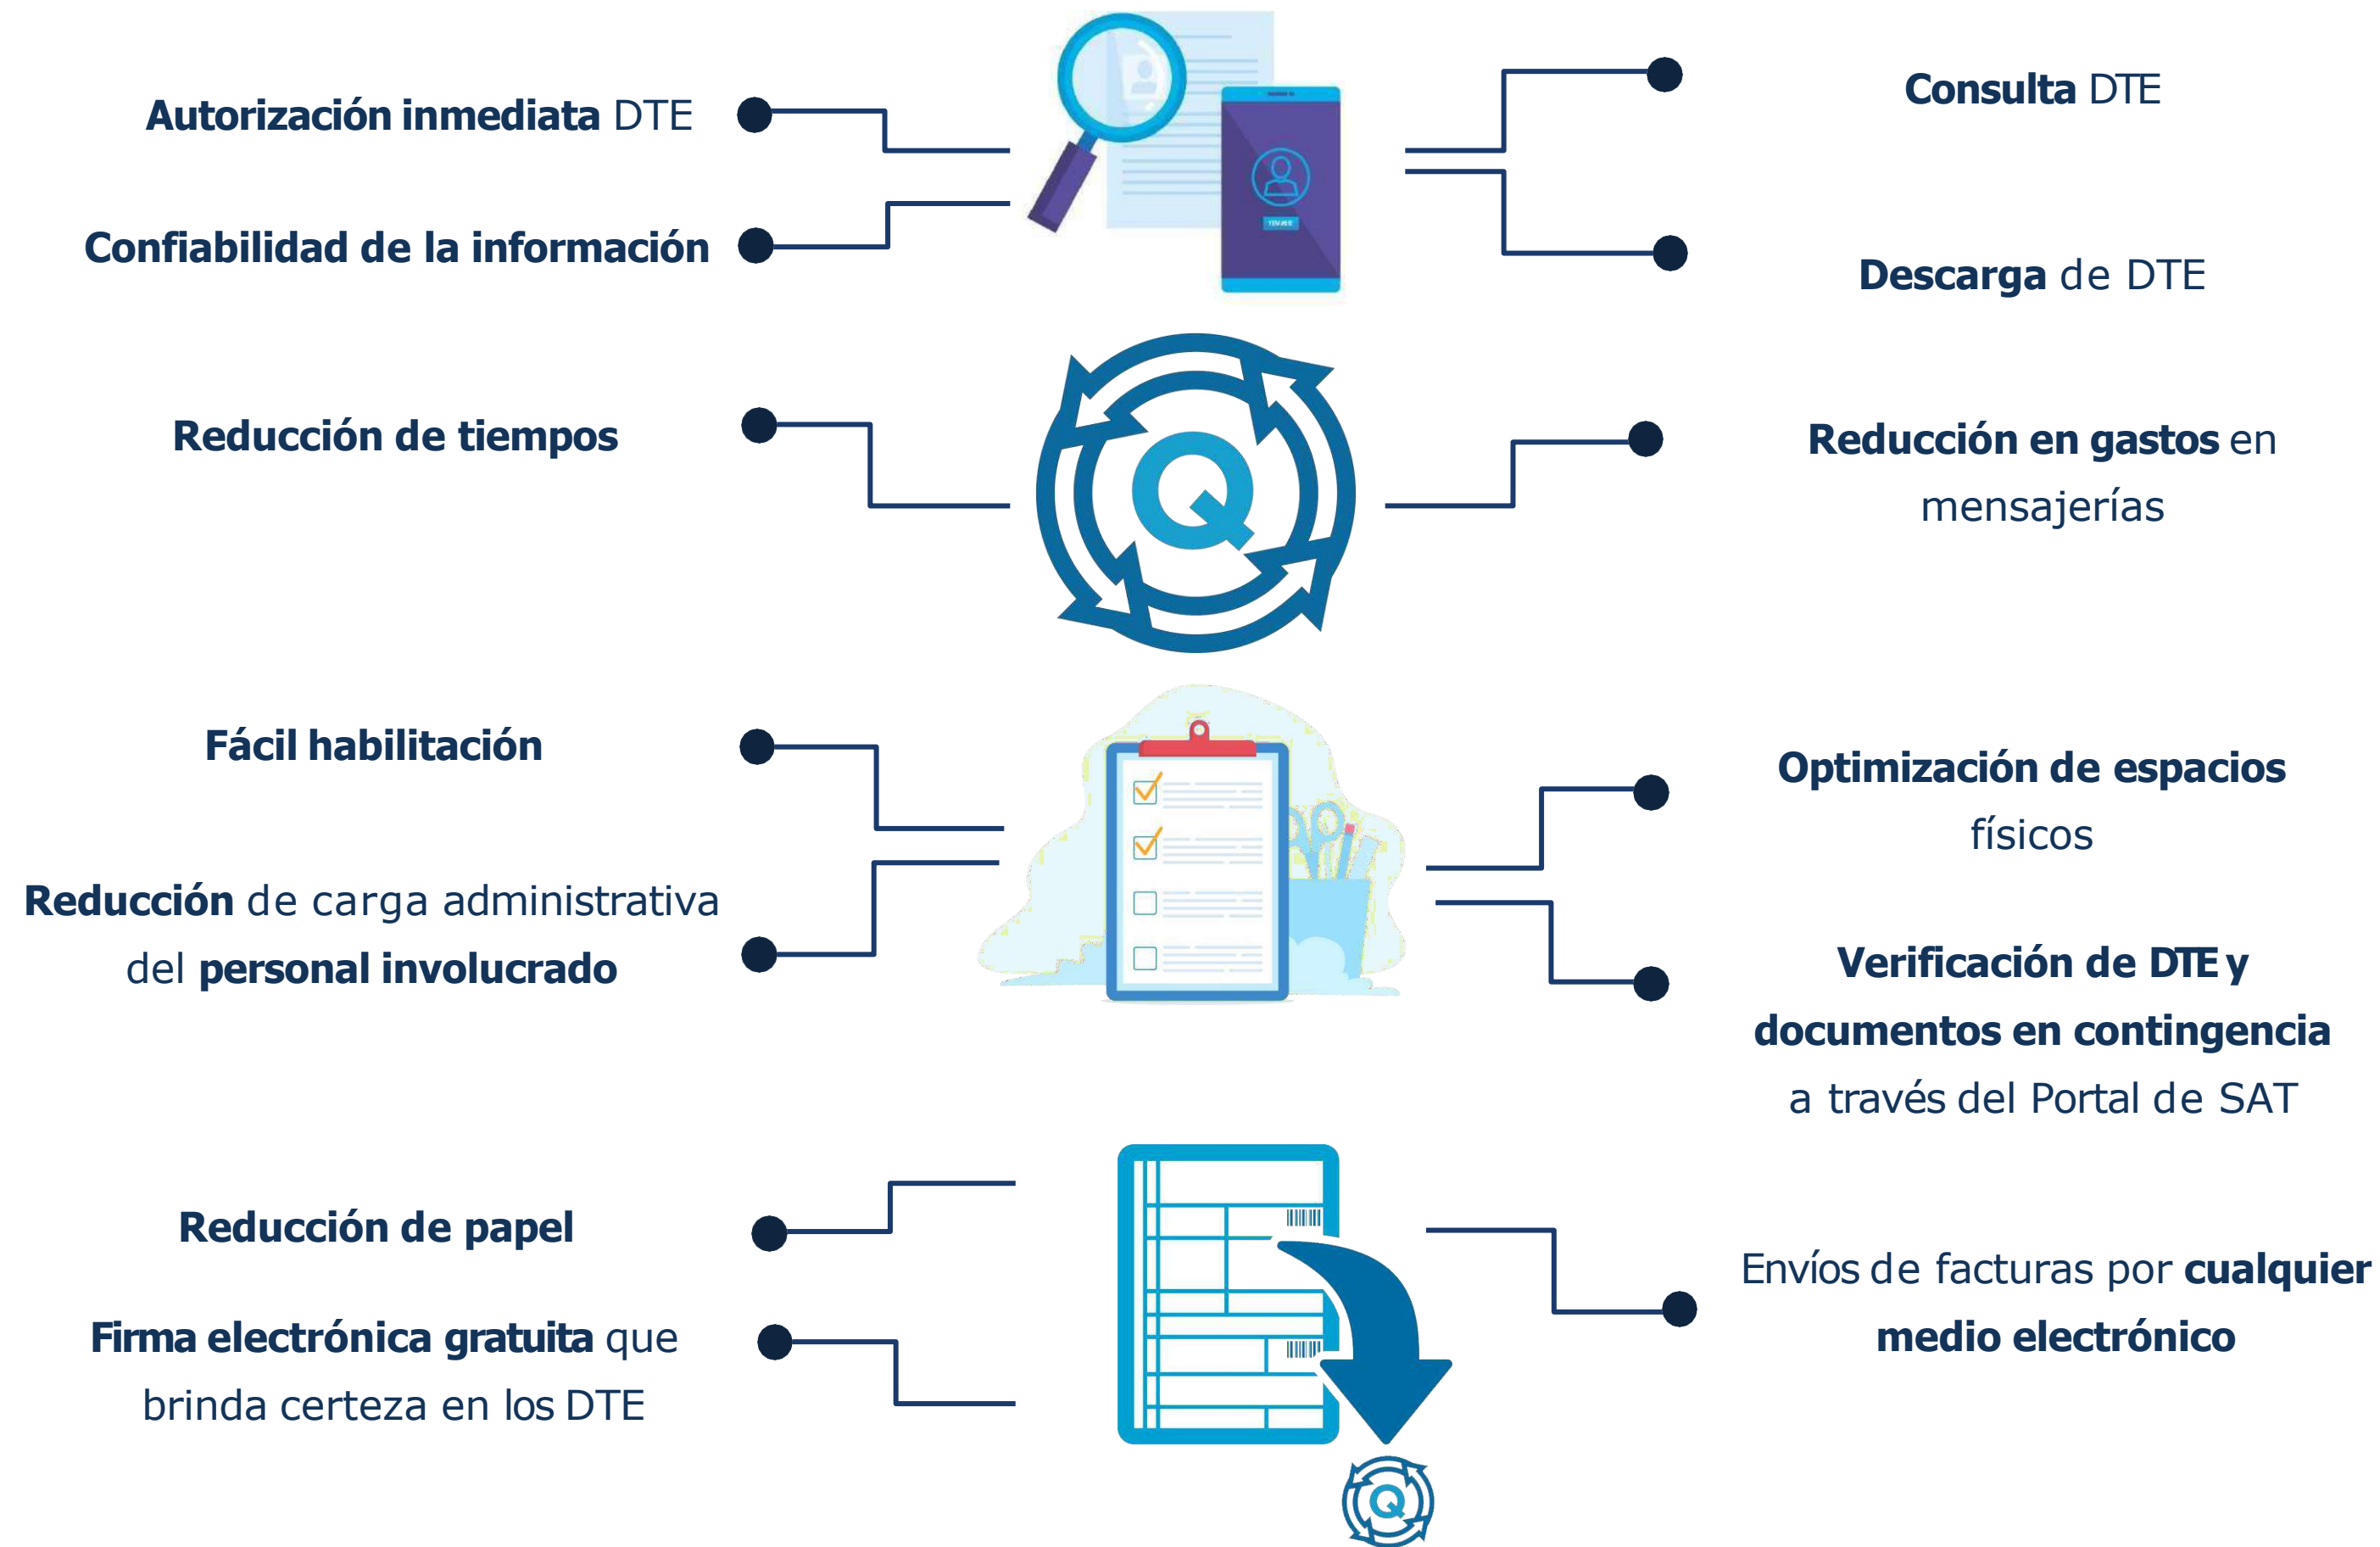 Autorización inmediata DTE
Consulta DTE
Confiabilidad de la información
Descarga de DTE
Reducción de tiempos
Reducción en gastos en
mensajerías
Q
Fácil habilitación
Reducción de carga administrativa
del personal involucrado
Optimización de espacios
físicos
Verificación de DTE y
documentos en contingencia
a través del Portal de SAT
Reducción de papel
Firma electrónica gratuita que
brinda certeza en los DTE
Envíos de facturas por cualquier
medio electrónico
Q